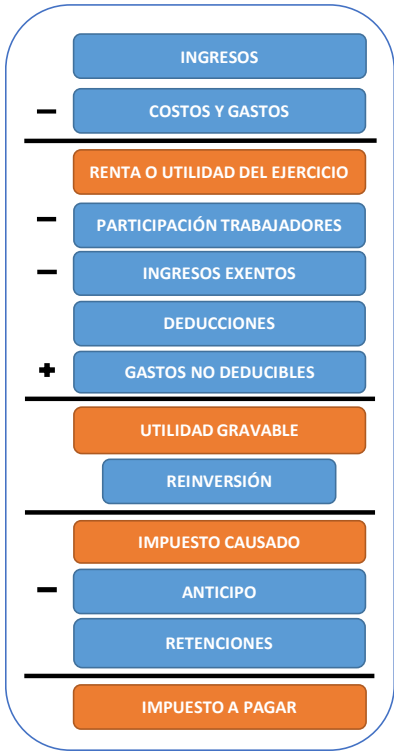 INGRESOS
− COSTOS Y GASTOS
RENTA O UTILIDAD DEL EJERCICIO
− PARTICIPACIÓN TRABAJADORES
− INGRESOS EXENTOS
DEDUCCIONES
+ GASTOS NO DEDUCIBLES
UTILIDAD GRAVABLE
REINVERSIÓN
IMPUESTO CAUSADO
− ANTICIPO
RETENCIONES
IMPUESTO A PAGAR